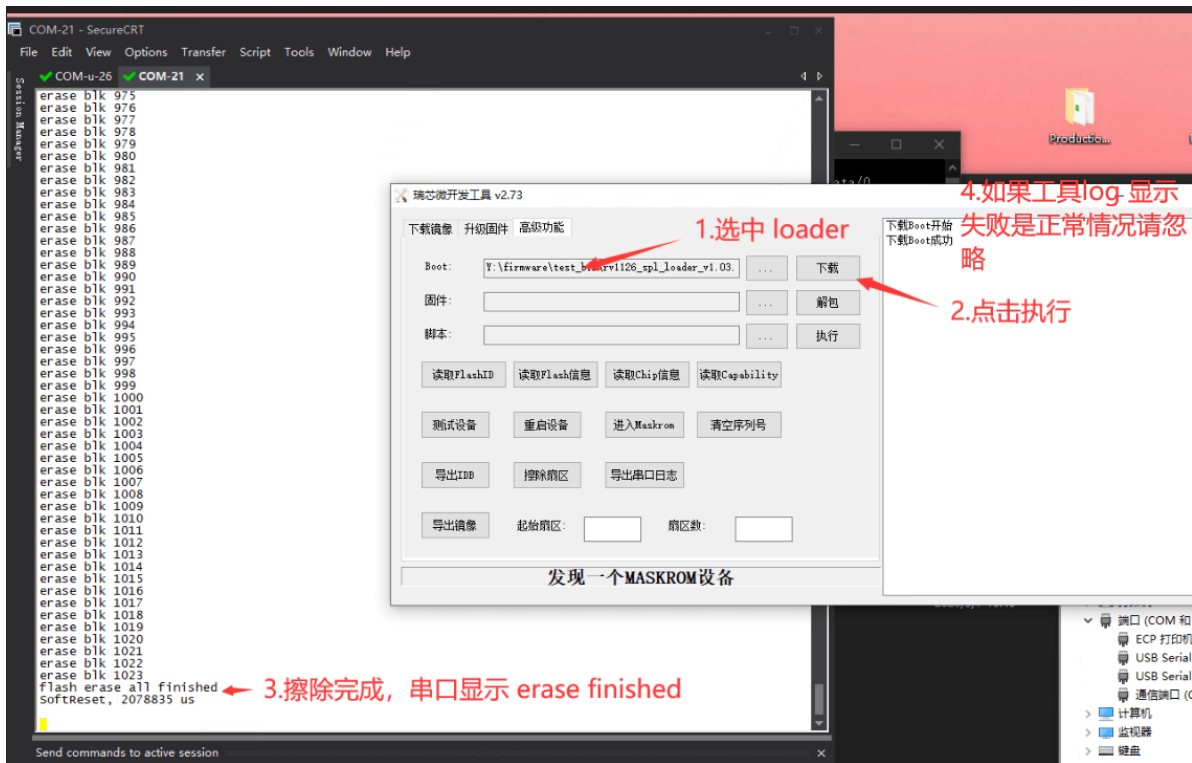 COM-21 - SecureCRT
File Edit View Options Transfer Script Tools Window Help
COM-u-26 COM-21
Session Manager
erase blk 975
erase blk 976
erase blk 977
erase blk 978
erase blk 979
erase blk 980
erase blk 981
erase blk 982
erase blk 983
erase blk 984
erase blk 985
erase blk 986
erase blk 987
erase blk 988
erase blk 989
erase blk 990
erase blk 991
erase blk 992
erase blk 993
erase blk 994
erase blk 995
erase blk 996
erase blk 997
erase blk 998
erase blk 999
erase blk 1000
erase blk 1001
erase blk 1002
erase blk 1003
erase blk 1004
erase blk 1005
erase blk 1006
erase blk 1007
erase blk 1008
erase blk 1009
erase blk 1010
erase blk 1011
erase blk 1012
erase blk 1013
erase blk 1014
erase blk 1015
erase blk 1016
erase blk 1017
erase blk 1018
erase blk 1019
erase blk 1020
erase blk 1021
erase blk 1022
erase blk 1023
flash erase all finished
SoftReset, 2078835 us
3.擦除完成，串口显示 erase finished
Send commands to active session
Productio...
瑞芯微开发工具 v2.73
下载镜像 升级固件 高级功能
1.选中 loader
Boot: Y:\firmware\test_b rv1126_spl_loader_v1.03. ... 下载
固件: ... 解包
脚本: ... 执行
2.点击执行
读取FlashID 读取Flash信息 读取Chip信息 读取Capability
测试设备 重启设备 进入Maskrom 清空序列号
导出IDB 擦除扇区 导出串口日志
导出镜像 起始扇区: 扇区数:
发现一个MASKROM设备
下载Boot开始
下载Boot成功
4.如果工具log 显示
失败是正常情况请忽
略
端口 (COM 和
ECP 打印机
USB Serial
USB Serial
通信端口 (C
计算机
监视器
键盘